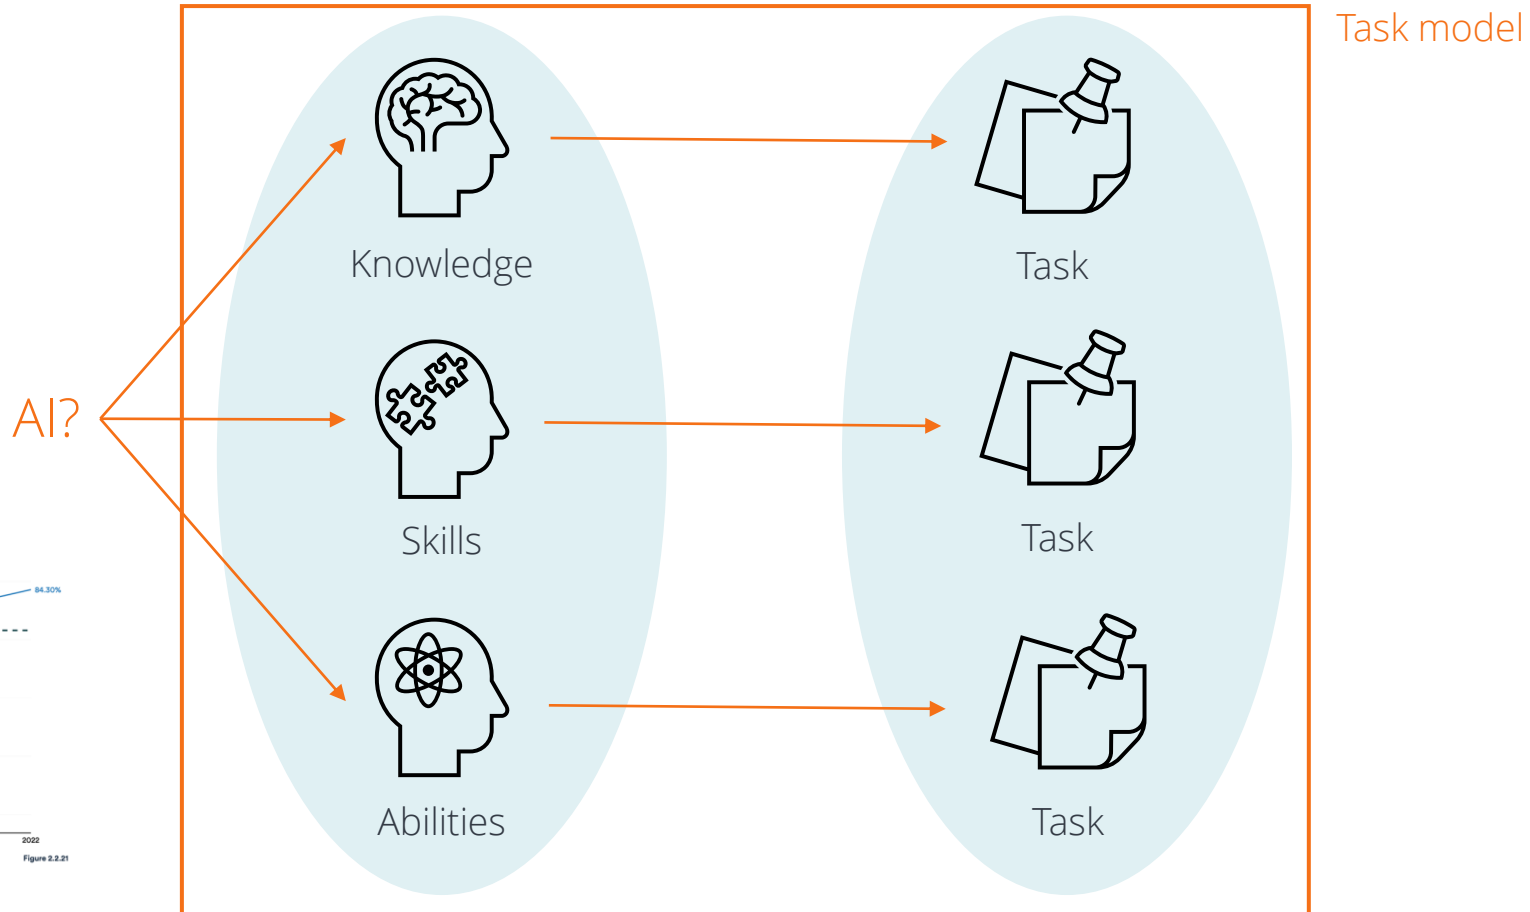 Task model
Knowledge
Task
AI?
Skills
Task
84.30%
Abilities
Task
2022
Figure 2.2.21